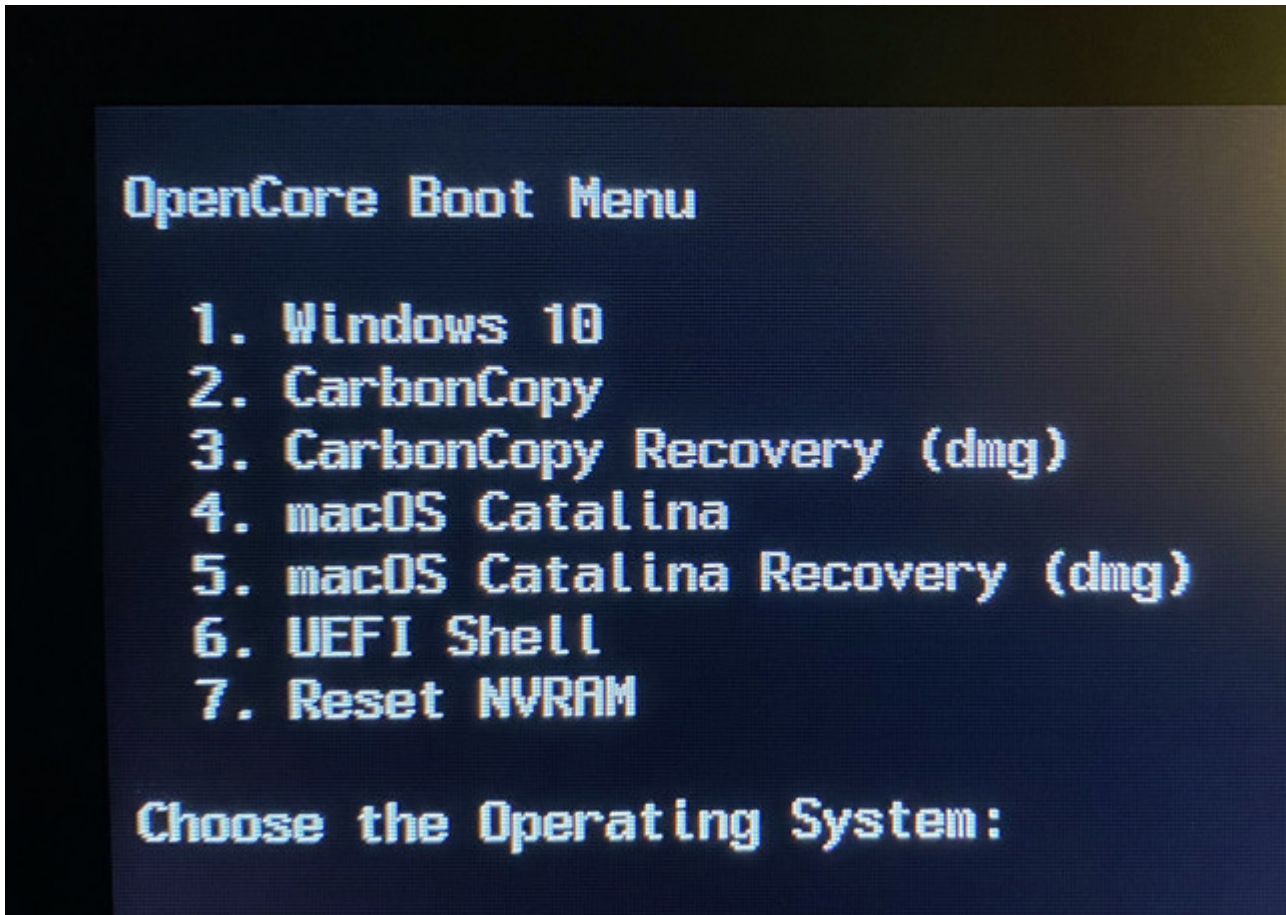 OpenCore Boot Menu
1. Windows 10
2. CarbonCopy
3. CarbonCopy Recovery (dmg)
4. macOS Catalina
5. macOS Catalina Recovery (dmg)
6. UEFI Shell
7. Reset NVRAM
Choose the Operating System: